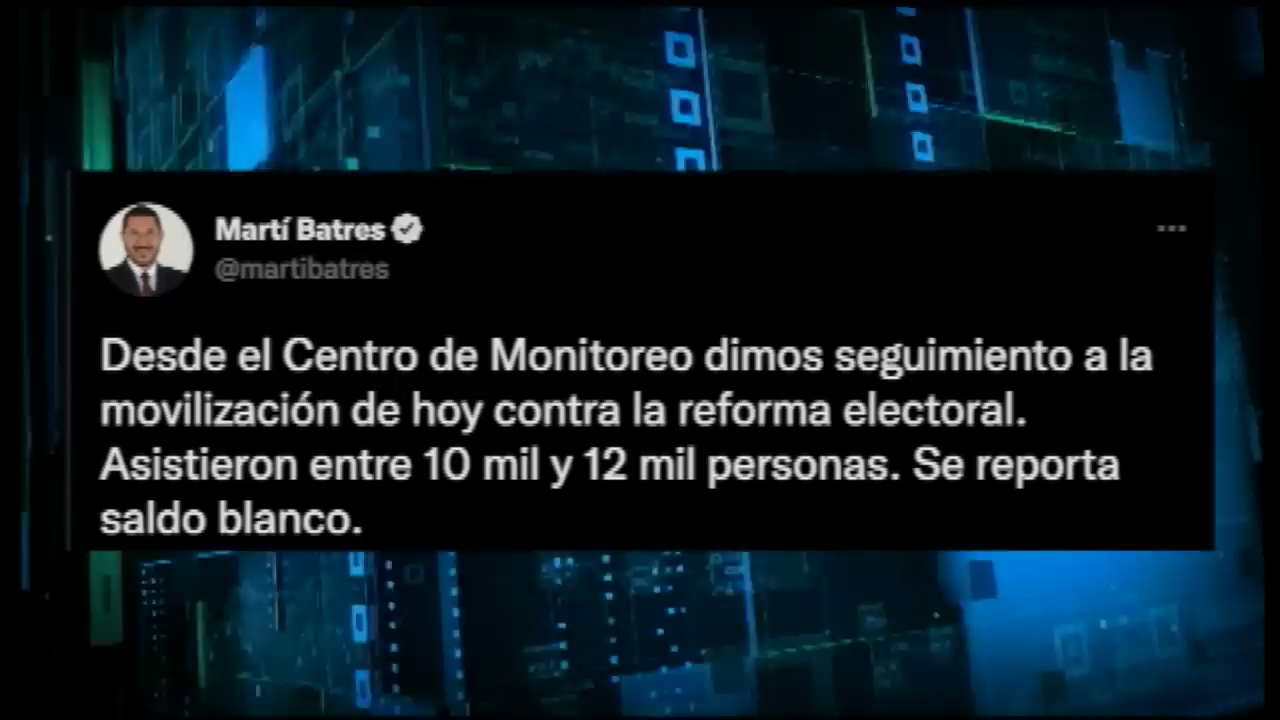 Martí Batres
@martibatres
Desde el Centro de Monitoreo dimos seguimiento a la
movilización de hoy contra la reforma electoral.
Asistieron entre 10 mil y 12 mil personas. Se reporta
saldo blanco.